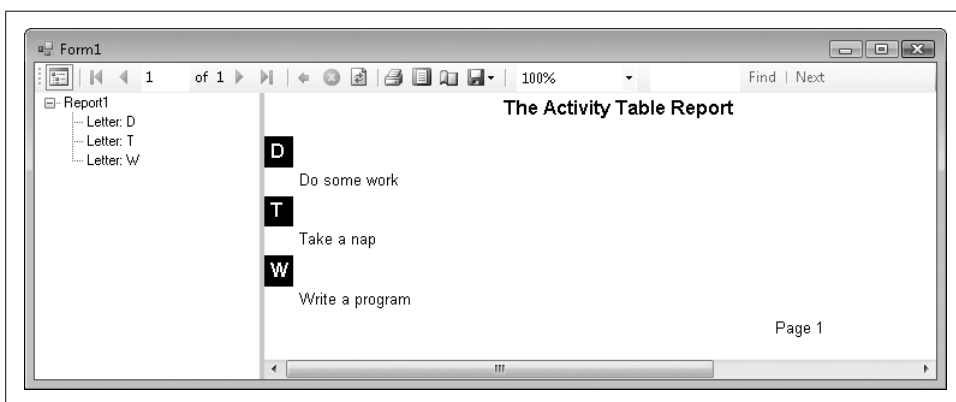 Form1
1 of 1 100% Find | Next
Report1
Letter: D
Letter: T
Letter: W
The Activity Table Report
D
Do some work
T
Take a nap
W
Write a program
Page 1